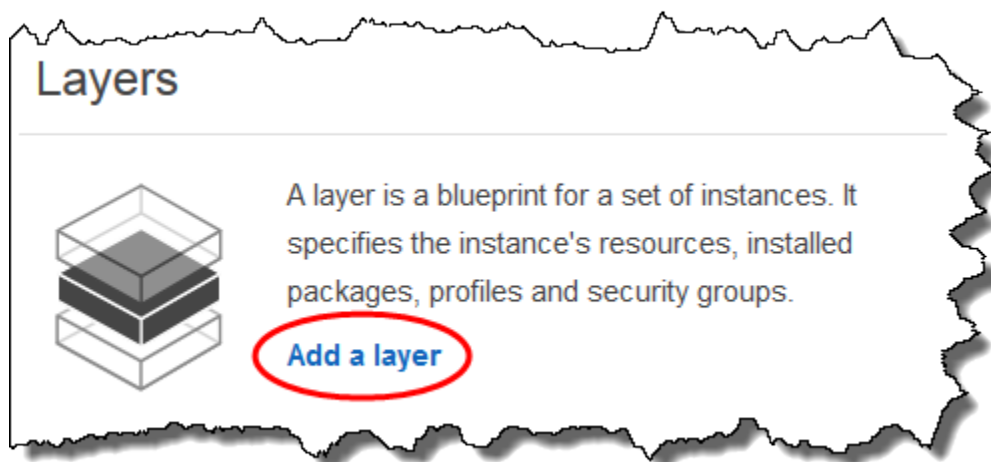 Layers
A layer is a blueprint for a set of instances. It
specifies the instance's resources, installed
packages, profiles and security groups.
Add a layer